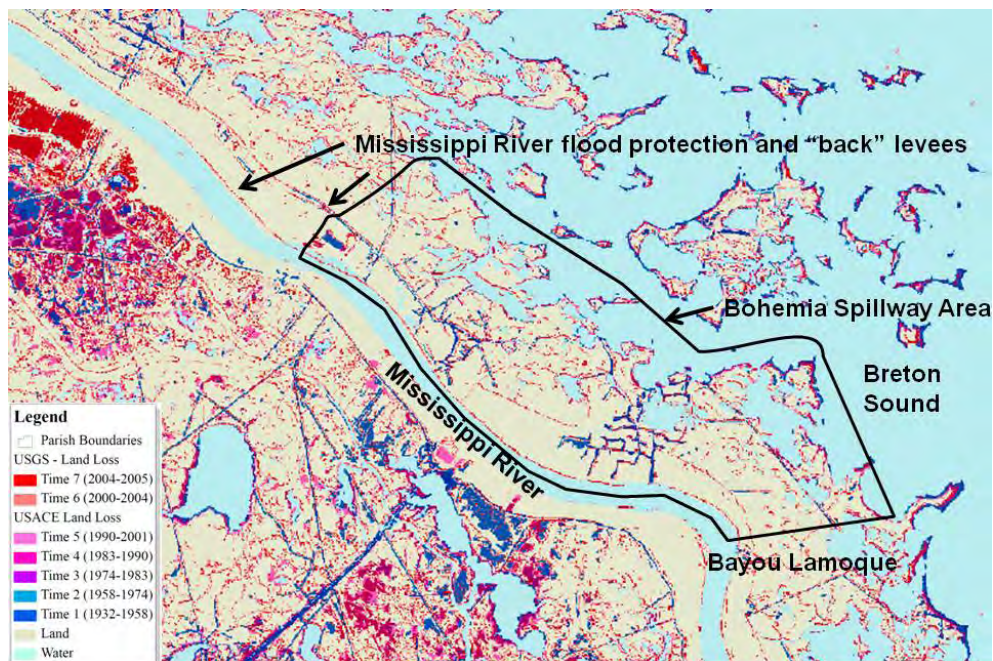 Mississippi River flood protection and “back” levees
Bohemia Spillway Area
Breton
Sound
Mississippi River
Bayou Lamoque
Legend
Parish Boundaries
USGS - Land Loss
Time 7 (2004-2005)
Time 6 (2000-2004)
USACE Land Loss
Time 5 (1990-2001)
Time 4 (1983-1990)
Time 3 (1974-1983)
Time 2 (1958-1974)
Time 1 (1932-1958)
Land
Water